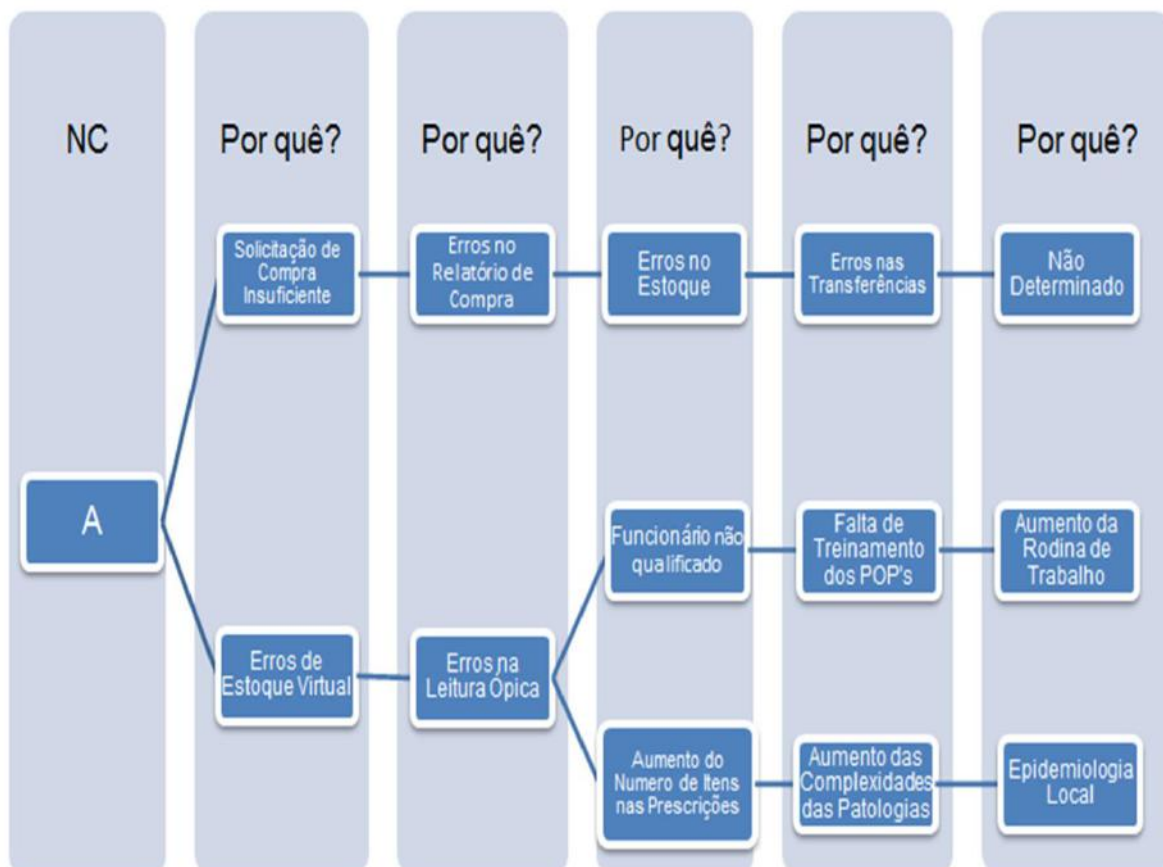 NC
Por quê?
Por quê?
Por quê?
Por quê?
Por quê?
Solicitação de
Compra
Insuficiente
Erros no
Relatório de
Compra
Erros no
Estoque
Erros nas
Transferências
Não
Determinado
A
Funcionário não
qualificado
Falta de
Treinamento
dos POP's
Aumento da
Rodina de
Trabalho
Erros de
Estoque Virtual
Erros na
Leitura Ópica
Aumento do
Numero de Itens
nas Prescrições
Aumento das
Complexidades
das Patologias
Epidemiologia
Local